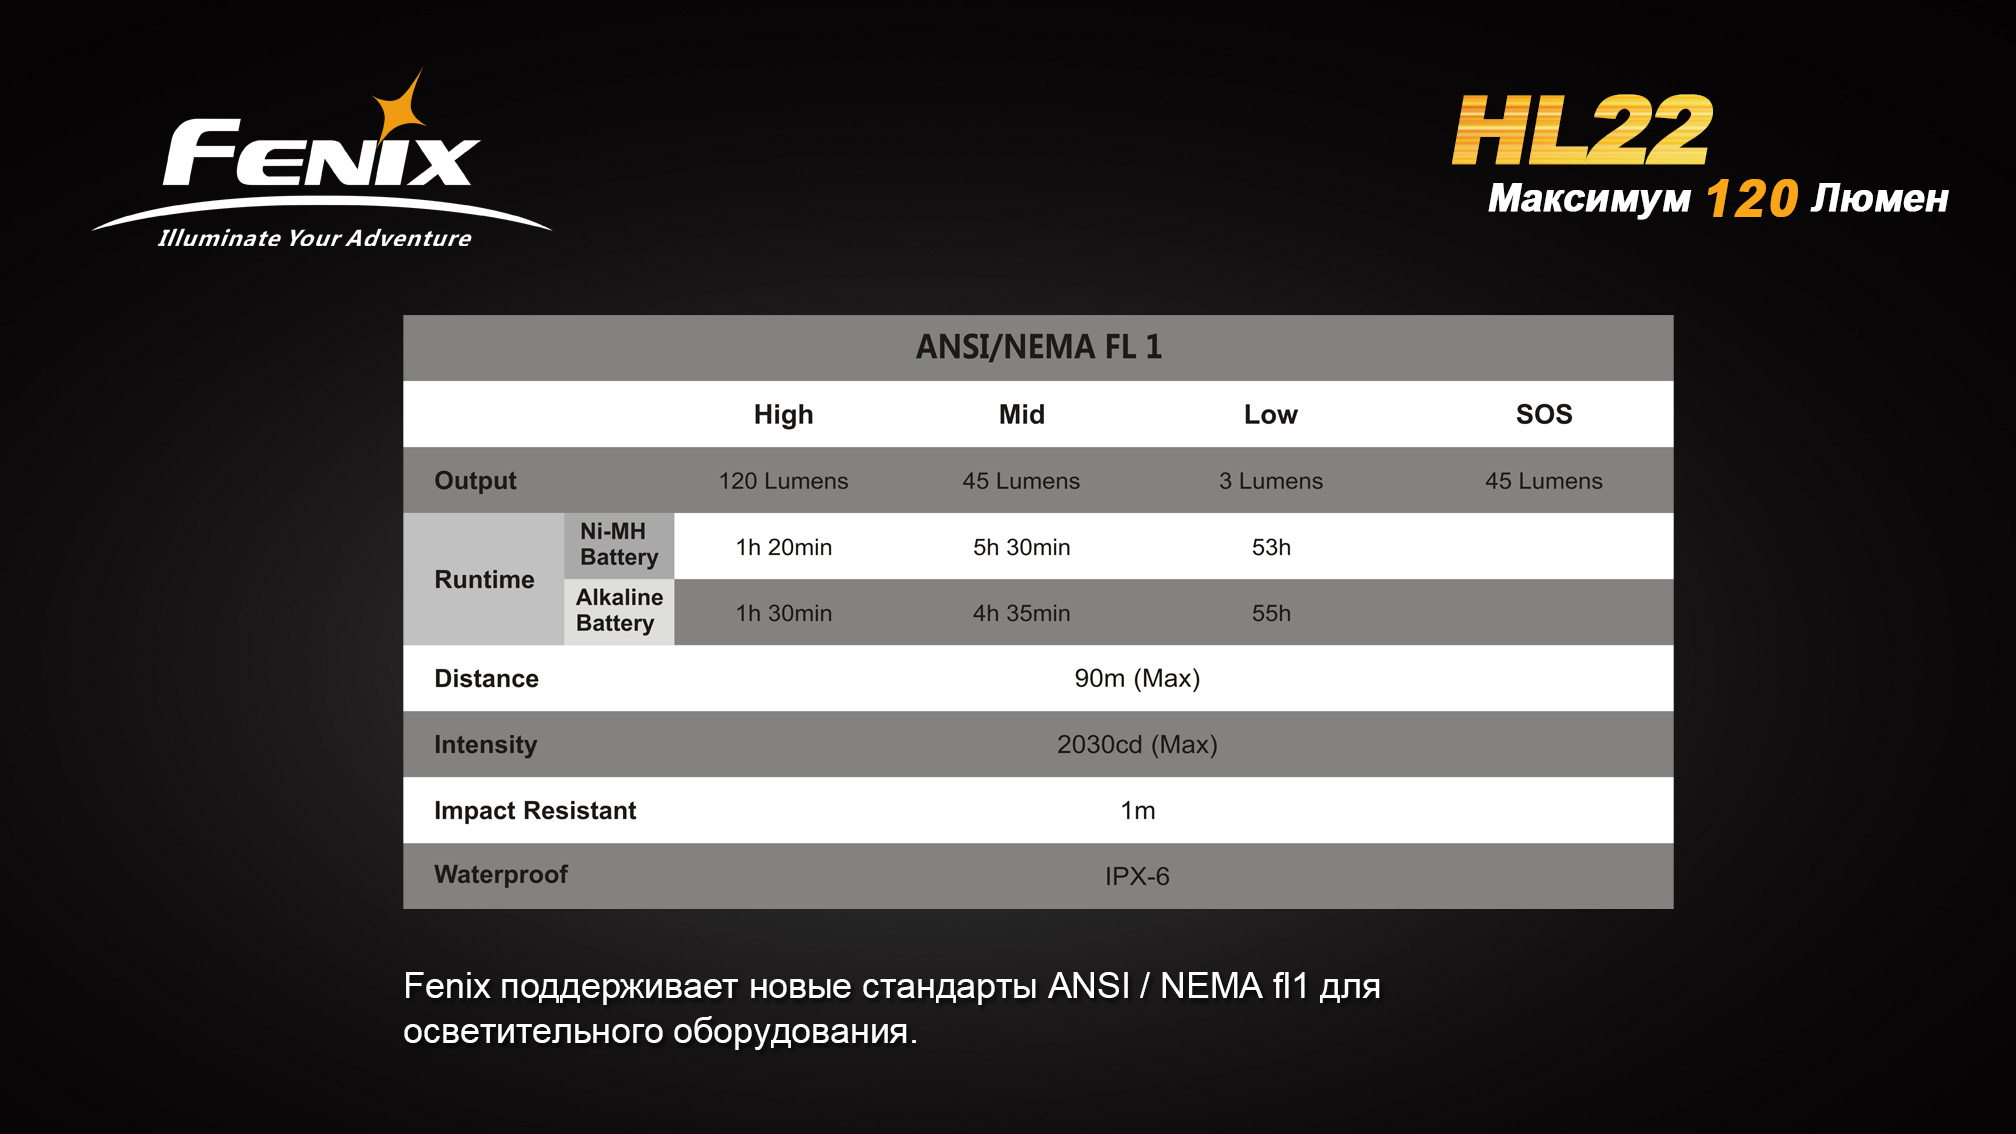 FENIX
Illuminate Your Adventure
HL22
Максимум 120 Люмен
ANSI/NEMA FL 1
High Mid Low SOS
Output 120 Lumens 45 Lumens 3 Lumens 45 Lumens
Runtime
Ni-MH
Battery
1h 20min 5h 30min 53h
Alkaline
Battery
1h 30min 4h 35min 55h
Distance 90m (Max)
Intensity 2030cd (Max)
Impact Resistant 1m
Waterproof IPX-6
Fenix поддерживает новые стандарты ANSI / NEMA fl1 для
осветительного оборудования.